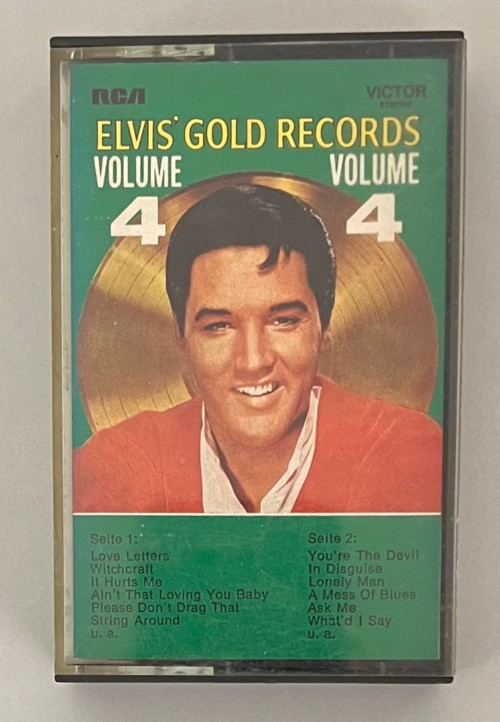 RCA
VICTOR
STEREO
ELVIS' GOLD RECORDS
VOLUME
4
VOLUME
4
Seite 1:
Love Letters
Witchcraft
It Hurts Me
Ain't That Loving You Baby
Please Don't Drag That
String Around
u. a.
Seite 2:
You're The Devil
In Disguise
Lonely Man
A Mess Of Blues
Ask Me
What'd I Say
u. a.